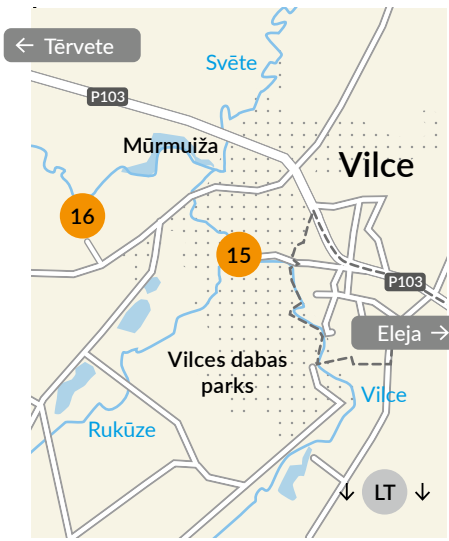 ← Tērvete
Svēte
P103
Mūrmuiža
Vilce
16
15
P103
Eleja →
Vilces dabas
parks
Vilce
Rukūze
↓ LT ↓